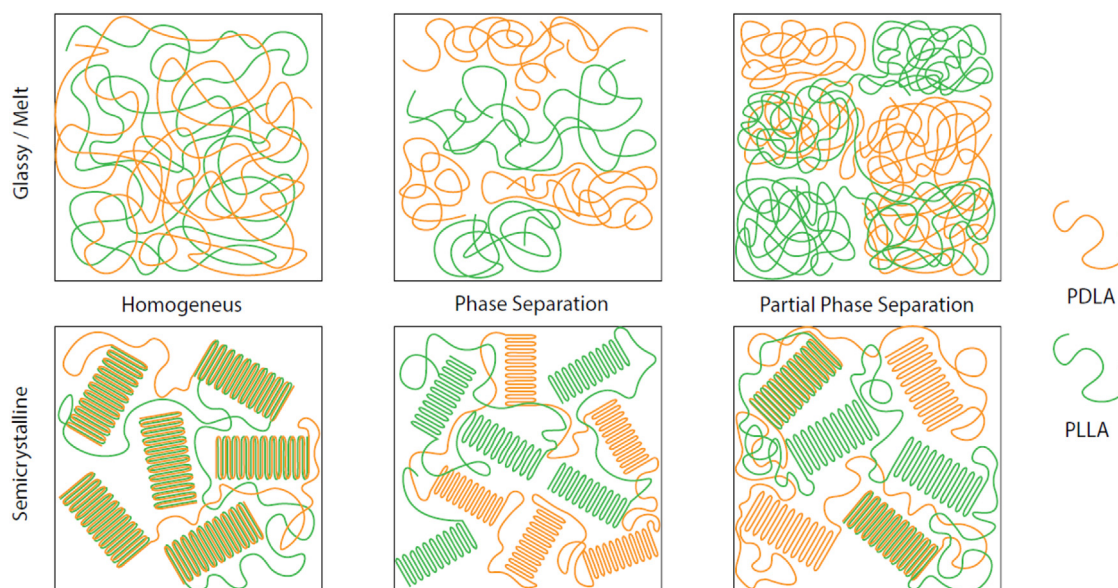 Glassy / Melt
Homogeneus
Phase Separation
Partial Phase Separation
PDLA
PLLA
Semicrystalline